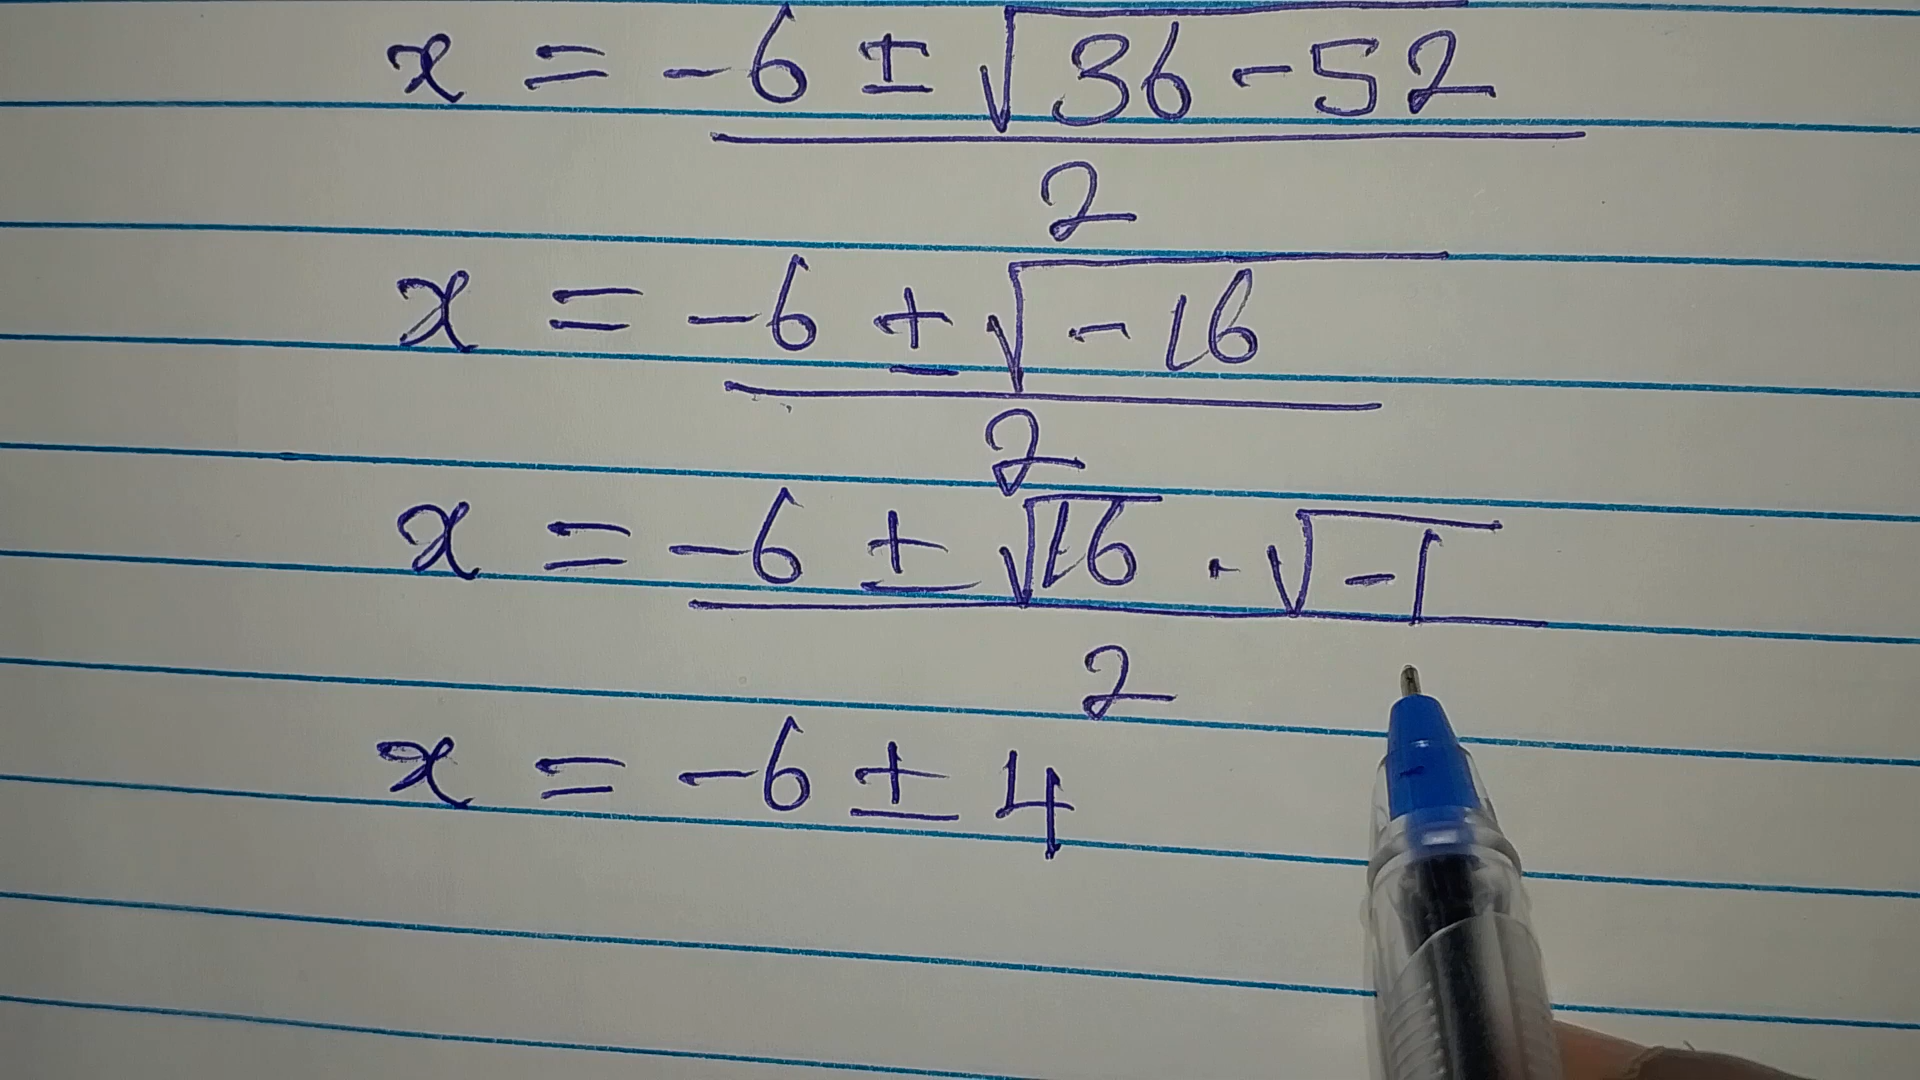 x = -6 ± √36 - 52
2
x = -6 ± √-16
2
x = -6 ± √16 · √-1
2
x = -6 ± 4